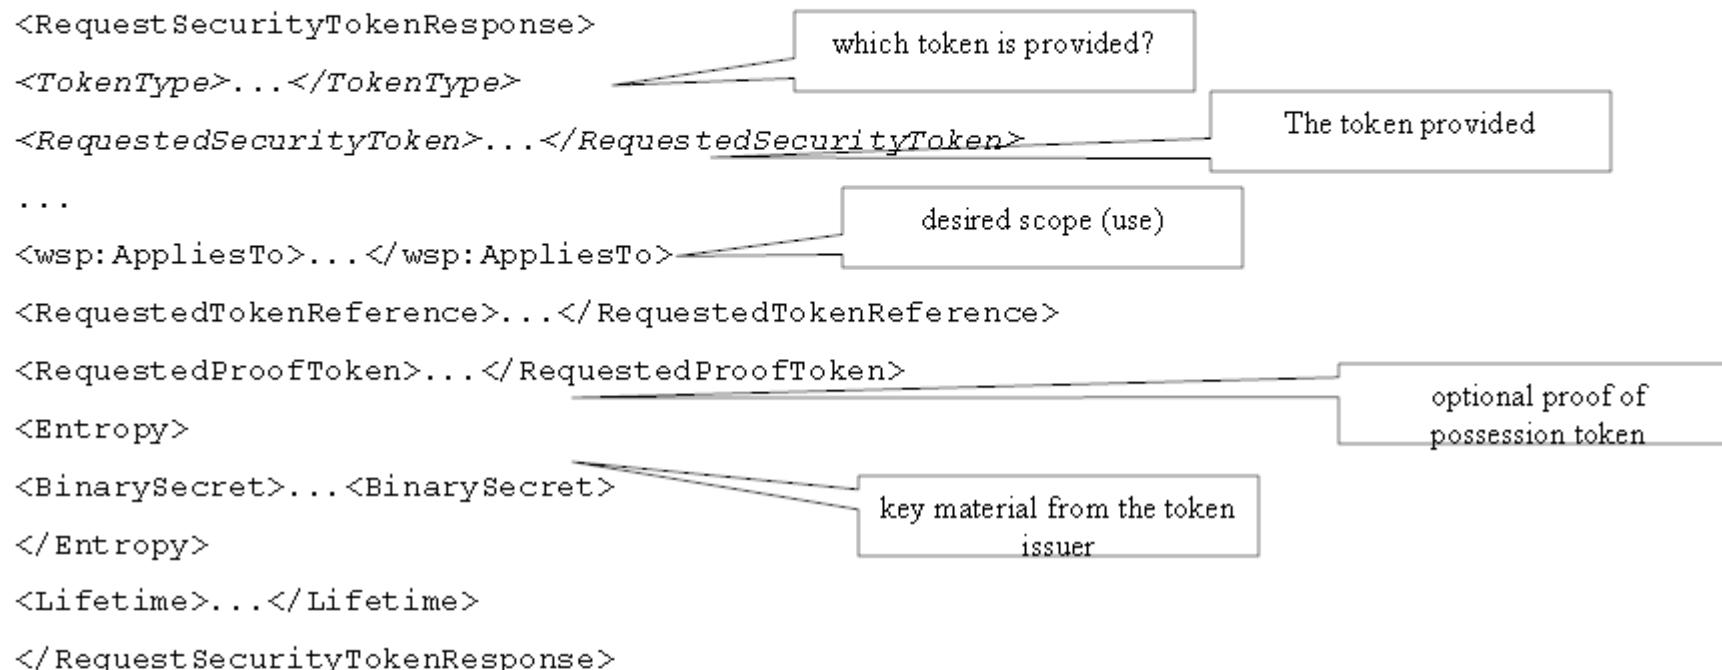 <RequestSecurityTokenResponse>
which token is provided?
<TokenType>...</TokenType>
<RequestedSecurityToken>...</RequestedSecurityToken>
The token provided
...
desired scope (use)
<wsp:AppliesTo>...</wsp:AppliesTo>
<RequestedTokenReference>...</RequestedTokenReference>
<RequestedProofToken>...</RequestedProofToken>
optional proof of
possession token
<Entropy>
<BinarySecret>...<BinarySecret>
key material from the token
issuer
</Entropy>
<Lifetime>...</Lifetime>
</RequestSecurityTokenResponse>